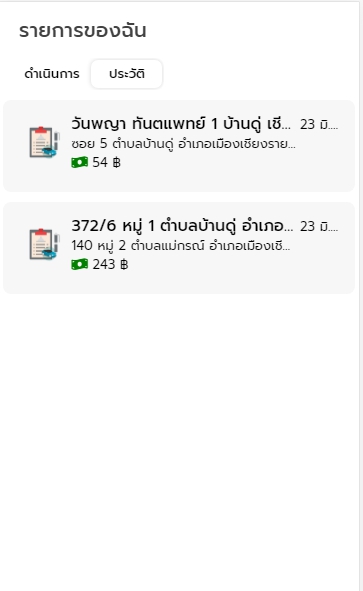 รายการของฉัน
ดำเนินการ ประวัติ
วันพญา ทันตแพทย์ 1 บ้านดู่ เชี... 23 มิ....
ซอย 5 ตำบลบ้านดู่ อำเภอเมืองเชียงราย...
54 ฿
372/6 หมู่ 1 ตำบลบ้านดู่ อำเภอ... 23 มิ....
140 หมู่ 2 ตำบลแม่กรณ์ อำเภอเมืองเชี...
243 ฿